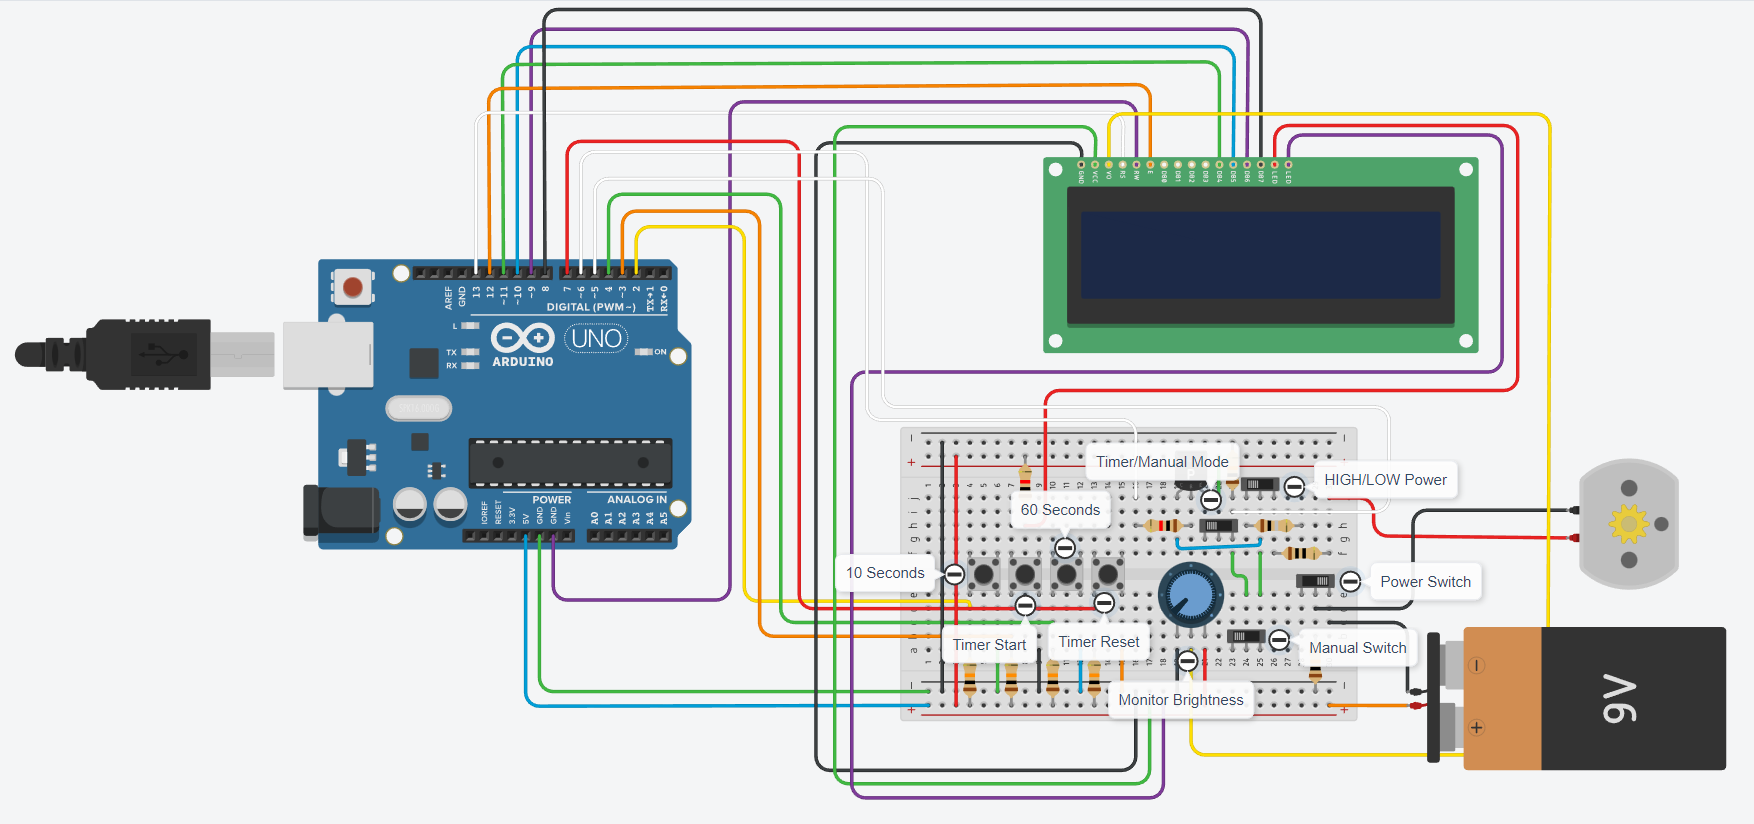 GND
VCC
V0
RS
RW
E
DB0
DB1
DB2
DB3
DB4
DB5
DB6
DB7
LED
LED
AREF
GND
13
12
~11
~10
~9
8
7
~6
~5
4
~3
2
TX→1
RX←0
DIGITAL (PWM~)
L
TX
RX
UNO
ARDUINO
ON
POWER
ANALOG IN
IOREF
RESET
3.3V
5V
GND
GND
Vin
A0
A1
A2
A3
A4
A5
Timer/Manual Mode
HIGH/LOW Power
60 Seconds
10 Seconds
Power Switch
Timer Start
Timer Reset
Manual Switch
Monitor Brightness
9V